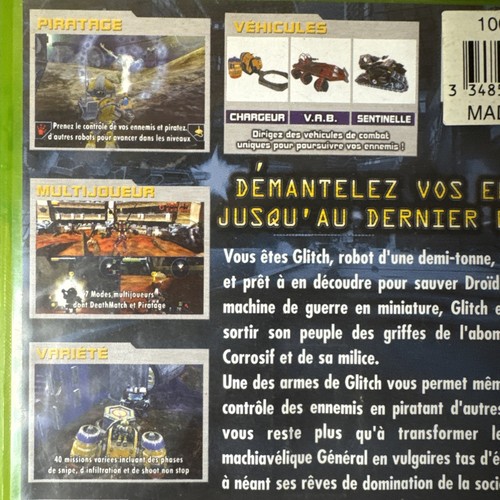 PIRATAGE
Prenez le contrôle de vos ennemis et piratez
d'autres robots pour avancer dans les niveaux
VÉHICULES
CHARGEUR V.A.B. SENTINELLE
Dirigez des véhicules de combat
uniques pour poursuivre vos ennemis !
10
3 3485
MA
MULTIJOUEUR
7 Modes multijoueurs
dont DeathMatch et Piratage
VARIÉTÉ
40 missions variées incluant des phases
de snipe, d'infiltration et de shoot non stop
DÉMANTELEZ VOS E
JUSQU'AU DERNIER
Vous êtes Glitch, robot d'une demi-tonne,
et prêt à en découdre pour sauver Droïd
machine de guerre en miniature, Glitch e
sortir son peuple des griffes de l'abom
Corrosif et de sa milice.
Une des armes de Glitch vous permet mêm
contrôle des ennemis en piratant d'autres
vous reste plus qu'à transformer le
machiavélique Général en vulgaires tas d'é
à néant ses rêves de domination de la soci